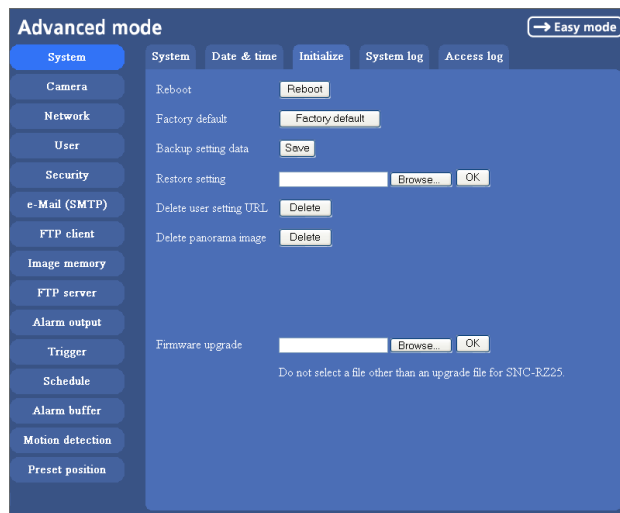 Advanced mode
→ Easy mode
System
Camera
Network
User
Security
e-Mail (SMTP)
FTP client
Image memory
FTP server
Alarm output
Trigger
Schedule
Alarm buffer
Motion detection
Preset position
System Date & time Initialize System log Access log
Reboot Reboot
Factory default Factory default
Backup setting data Save
Restore setting Browse... OK
Delete user setting URL Delete
Delete panorama image Delete
Firmware upgrade Browse... OK
Do not select a file other than an upgrade file for SNC-RZ25.